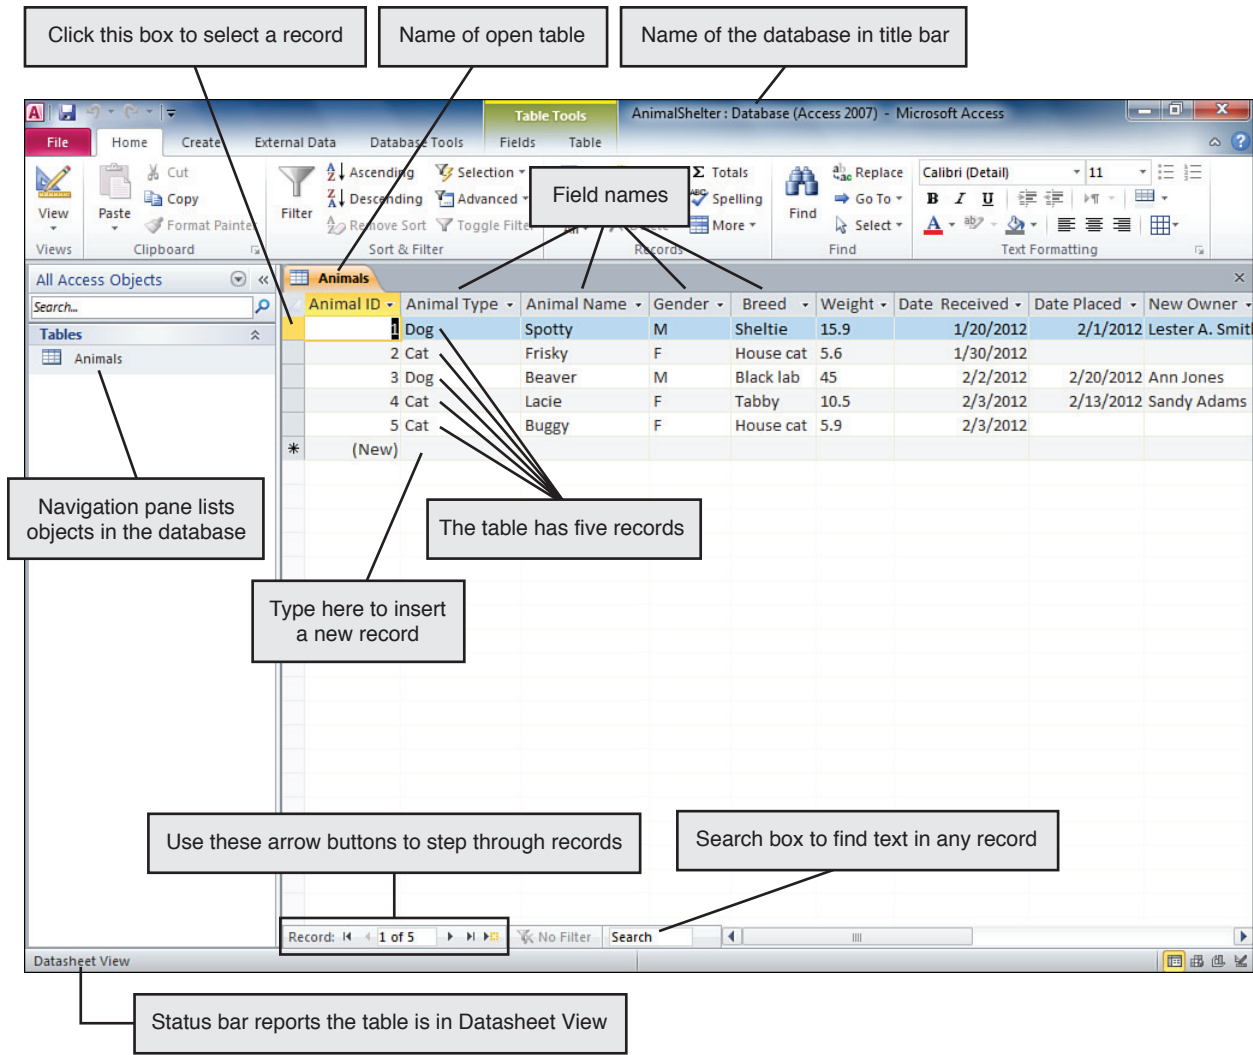 Click this box to select a record
Name of open table
Name of the database in title bar
A
Table Tools
AnimalShelter : Database (Access 2007) - Microsoft Access
File
Home
Create
External Data
Database Tools
Fields
Table
View
Paste
Cut
Copy
Format Painter
Filter
Ascending
Descending
Remove Sort
Selection
Advanced
Toggle Filter
Field names
Totals
Spelling
More
Find
Replace
Go To
Select
Calibri (Detail)
11
B I U
Views
Clipboard
Sort & Filter
Records
Find
Text Formatting
All Access Objects
Search...
Tables
Animals
Animals
Animal ID Animal Type Animal Name Gender Breed Weight Date Received Date Placed New Owner
1 Dog Spotty M Sheltie 15.9 1/20/2012 2/1/2012 Lester A. Smit
2 Cat Frisky F House cat 5.6 1/30/2012
3 Dog Beaver M Black lab 45 2/2/2012 2/20/2012 Ann Jones
4 Cat Lacie F Tabby 10.5 2/3/2012 2/13/2012 Sandy Adams
5 Cat Buggy F House cat 5.9 2/3/2012
* (New)
Navigation pane lists
objects in the database
The table has five records
Type here to insert
a new record
Use these arrow buttons to step through records
Search box to find text in any record
Record: 1 of 5
No Filter
Search
Datasheet View
Status bar reports the table is in Datasheet View